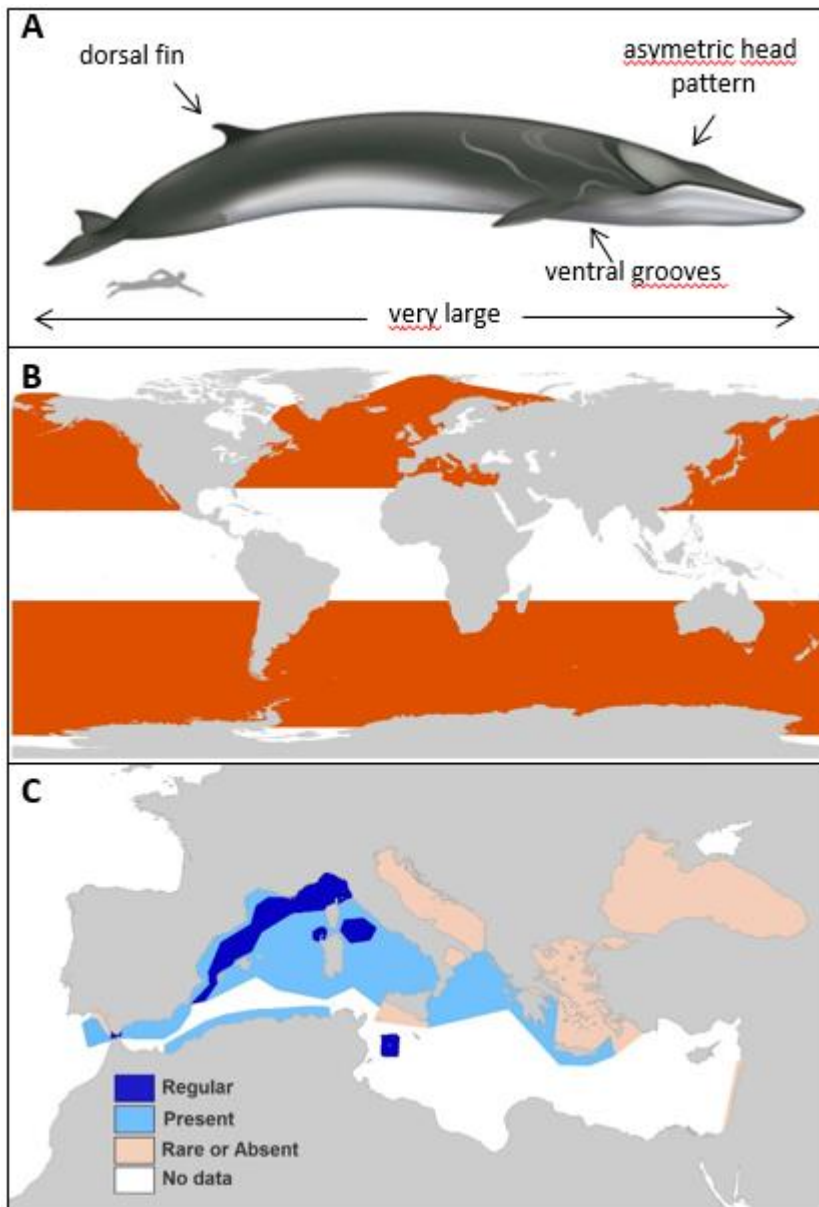 A
dorsal fin
asymetric head
pattern
ventral grooves
very large
B
C
Regular
Present
Rare or Absent
No data